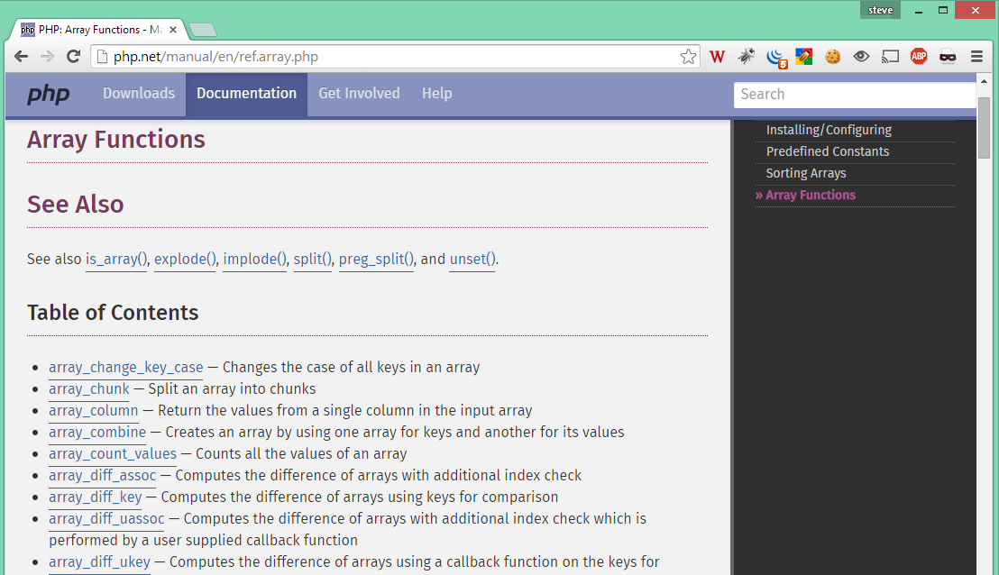 steve
php PHP: Array Functions - Ma
php.net/manual/en/ref.array.php
W
5
ABP
php Downloads Documentation Get Involved Help Search
Array Functions
See Also
See also is_array(), explode(), implode(), split(), preg_split(), and unset().
Table of Contents
array_change_key_case — Changes the case of all keys in an array
array_chunk — Split an array into chunks
array_column — Return the values from a single column in the input array
array_combine — Creates an array by using one array for keys and another for its values
array_count_values — Counts all the values of an array
array_diff_assoc — Computes the difference of arrays with additional index check
array_diff_key — Computes the difference of arrays using keys for comparison
array_diff_uassoc — Computes the difference of arrays with additional index check which is
performed by a user supplied callback function
array_diff_ukey — Computes the difference of arrays using a callback function on the keys for
Installing/Configuring
Predefined Constants
Sorting Arrays
» Array Functions